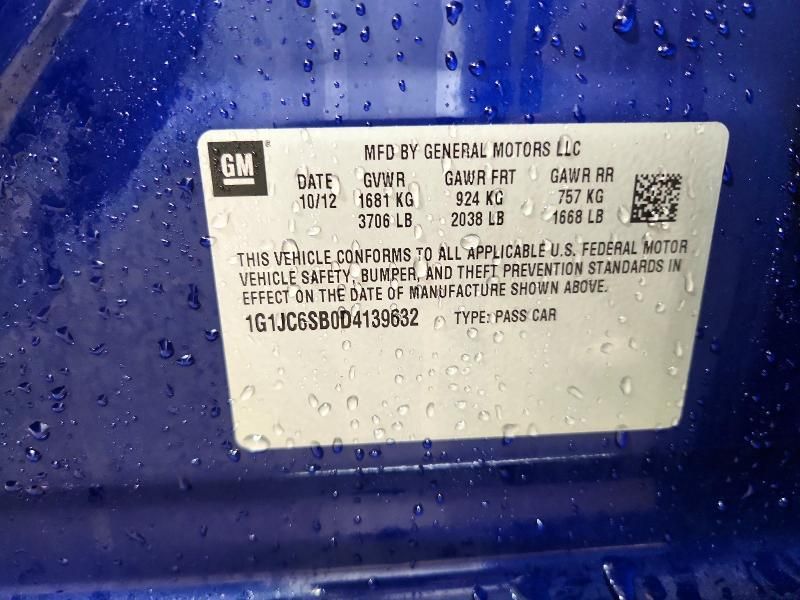 GM
MFD BY GENERAL MOTORS LLC
DATE GVWR GAWR FRT GAWR RR
10/12 1681 KG 924 KG 757 KG
3706 LB 2038 LB 1668 LB
THIS VEHICLE CONFORMS TO ALL APPLICABLE U.S. FEDERAL MOTOR
VEHICLE SAFETY, BUMPER, AND THEFT PREVENTION STANDARDS IN
EFFECT ON THE DATE OF MANUFACTURE SHOWN ABOVE.
1G1JC6SB0D4139632 TYPE: PASS CAR